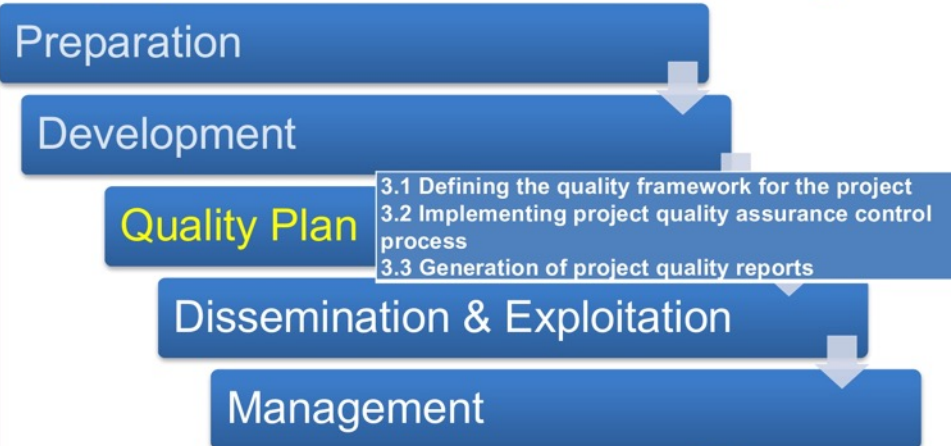 Preparation
Development
Quality Plan
3.1 Defining the quality framework for the project
3.2 Implementing project quality assurance control
process
3.3 Generation of project quality reports
Dissemination & Exploitation
Management